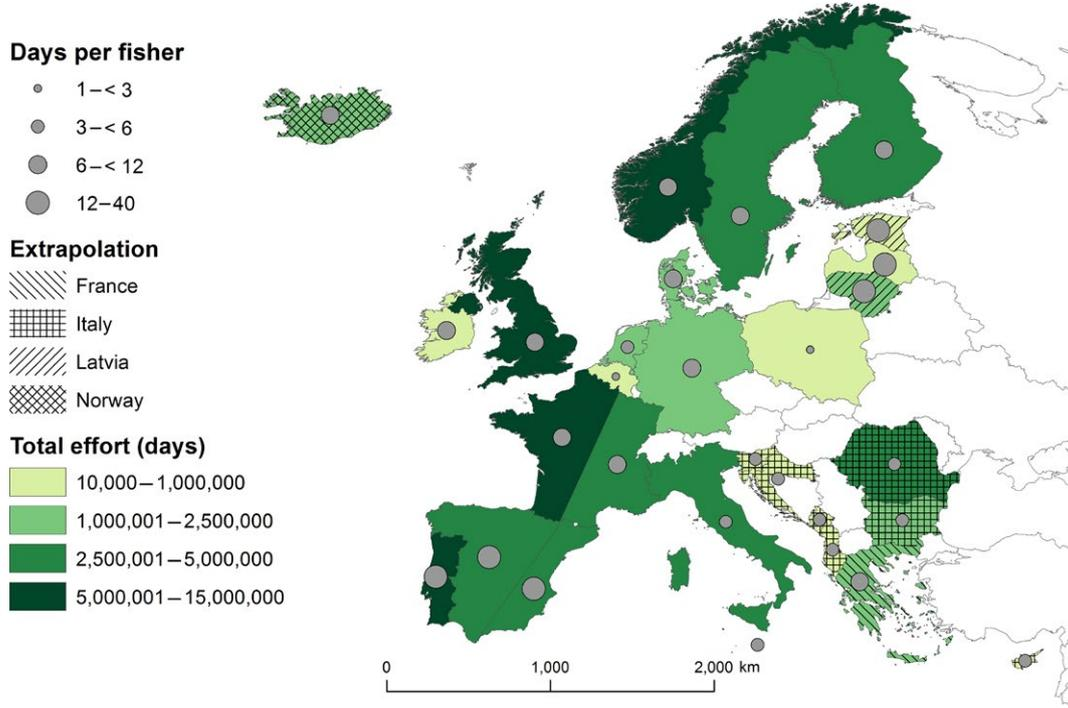 Days per fisher
1–< 3
3–< 6
6–< 12
12–40
Extrapolation
France
Italy
Latvia
Norway
Total effort (days)
10,000–1,000,000
1,000,001–2,500,000
2,500,001–5,000,000
5,000,001–15,000,000
0 1,000 2,000 km